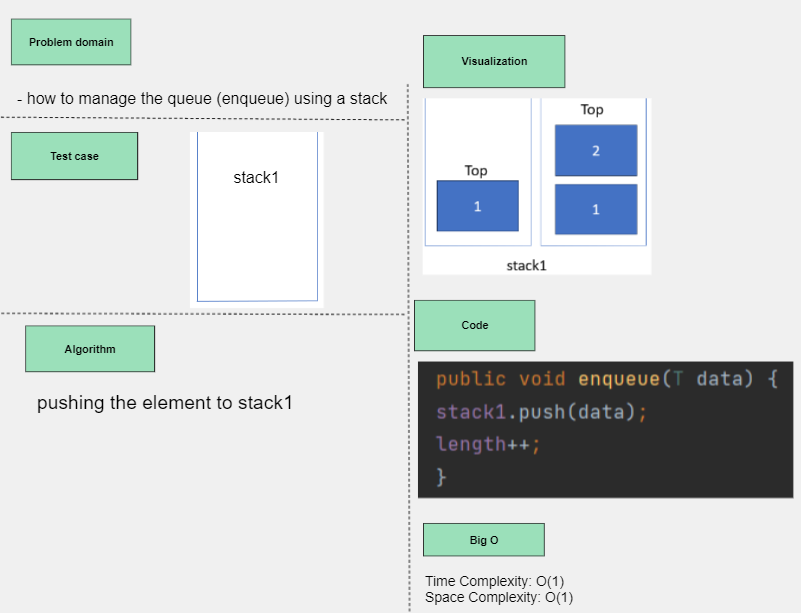 Problem domain
- how to manage the queue (enqueue) using a stack
Test case
stack1
Algorithm
pushing the element to stack1
Visualization
Top
1
Top
2
1
stack1
Code
public void enqueue(T data) {
stack1.push(data);
length++;
}
Big O
Time Complexity: O(1)
Space Complexity: O(1)